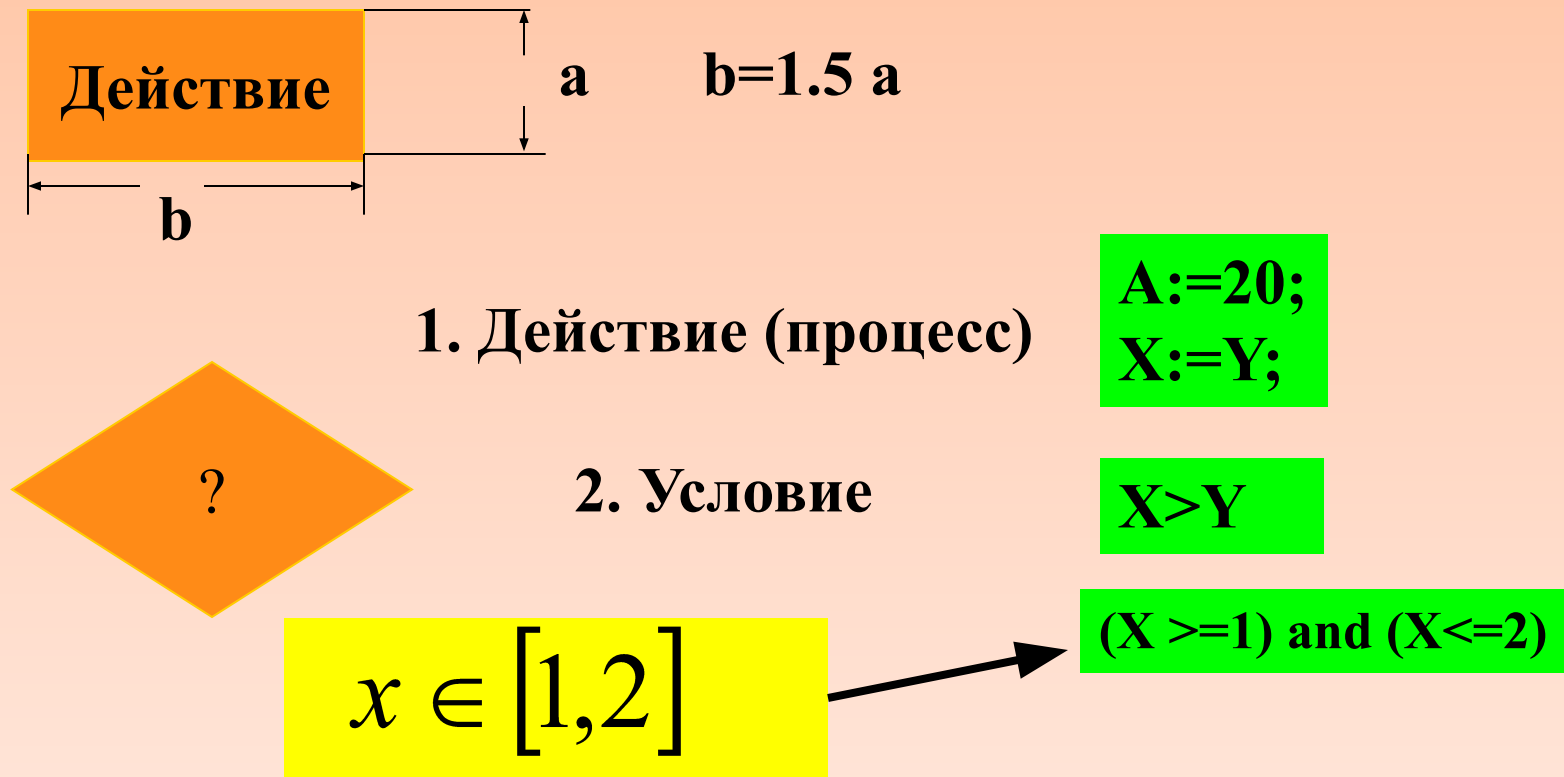 Действие
a
b=1.5 a
b
1. Действие (процесс)
A:=20;
X:=Y;
?
2. Условие
X>Y
(X >=1) and (X<=2)
x ∈ [1,2]